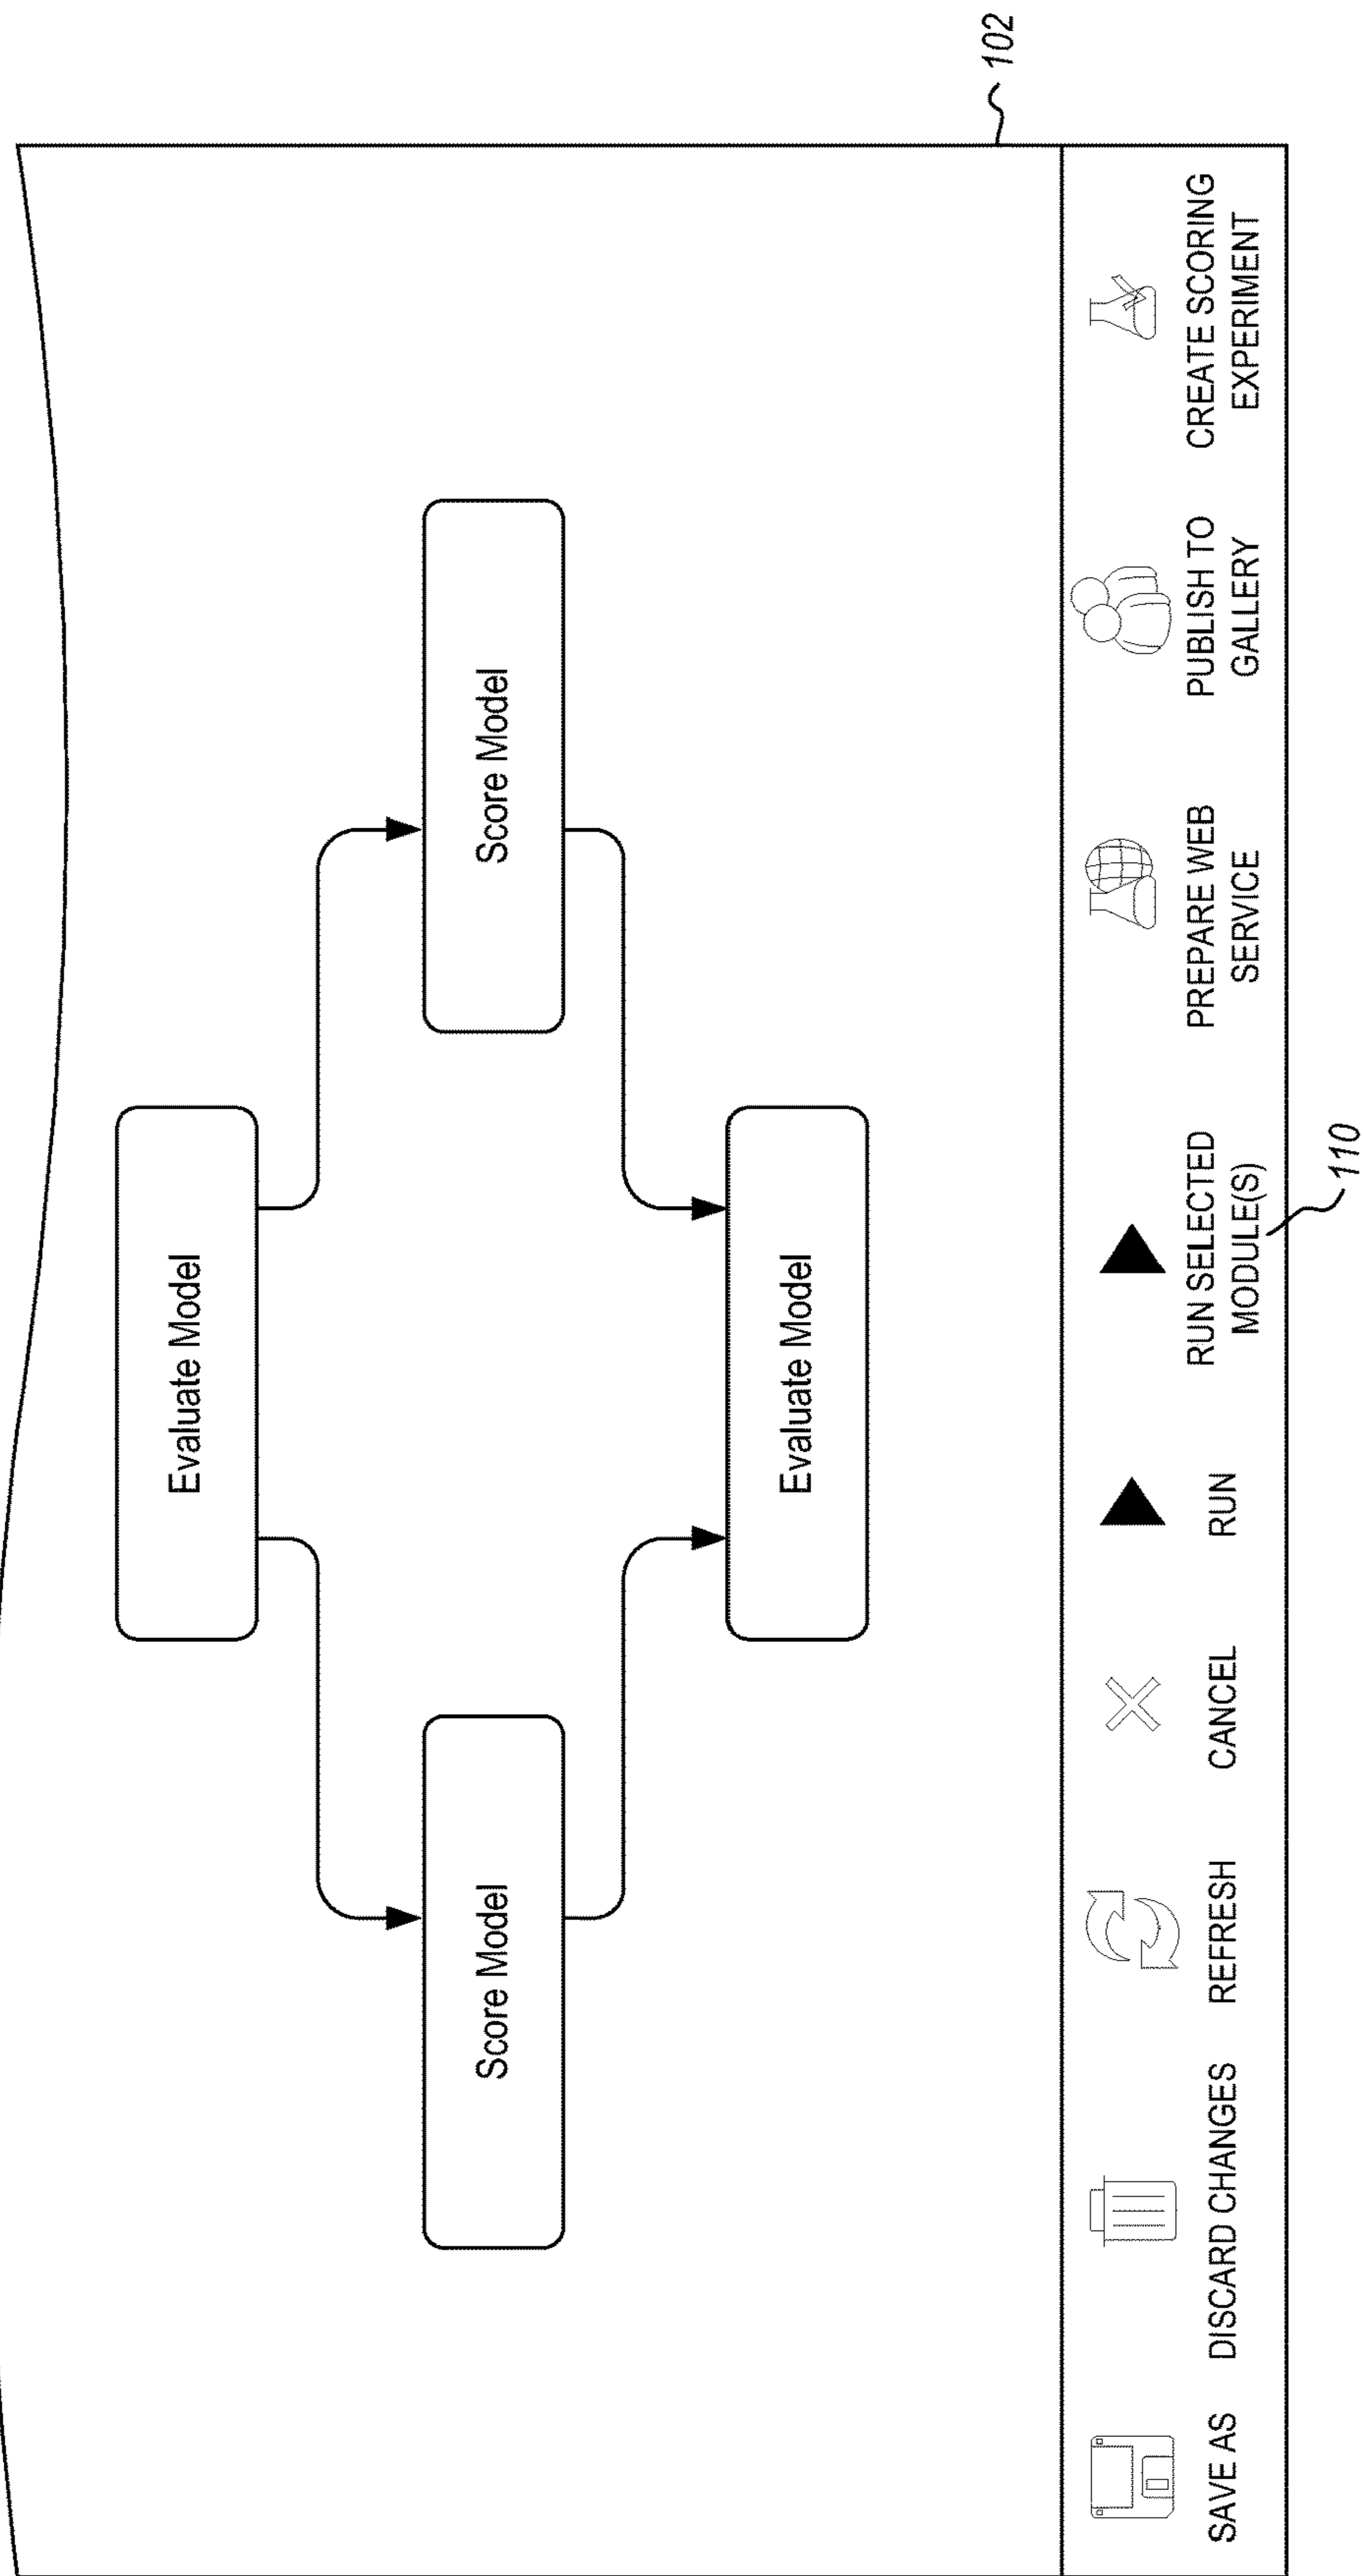 Evaluate Model
Score Model
Score Model
Evaluate Model
102
SAVE AS
DISCARD CHANGES
REFRESH
CANCEL
RUN
RUN SELECTED
MODULE(S)
PREPARE WEB
SERVICE
PUBLISH TO
GALLERY
CREATE SCORING
EXPERIMENT
110